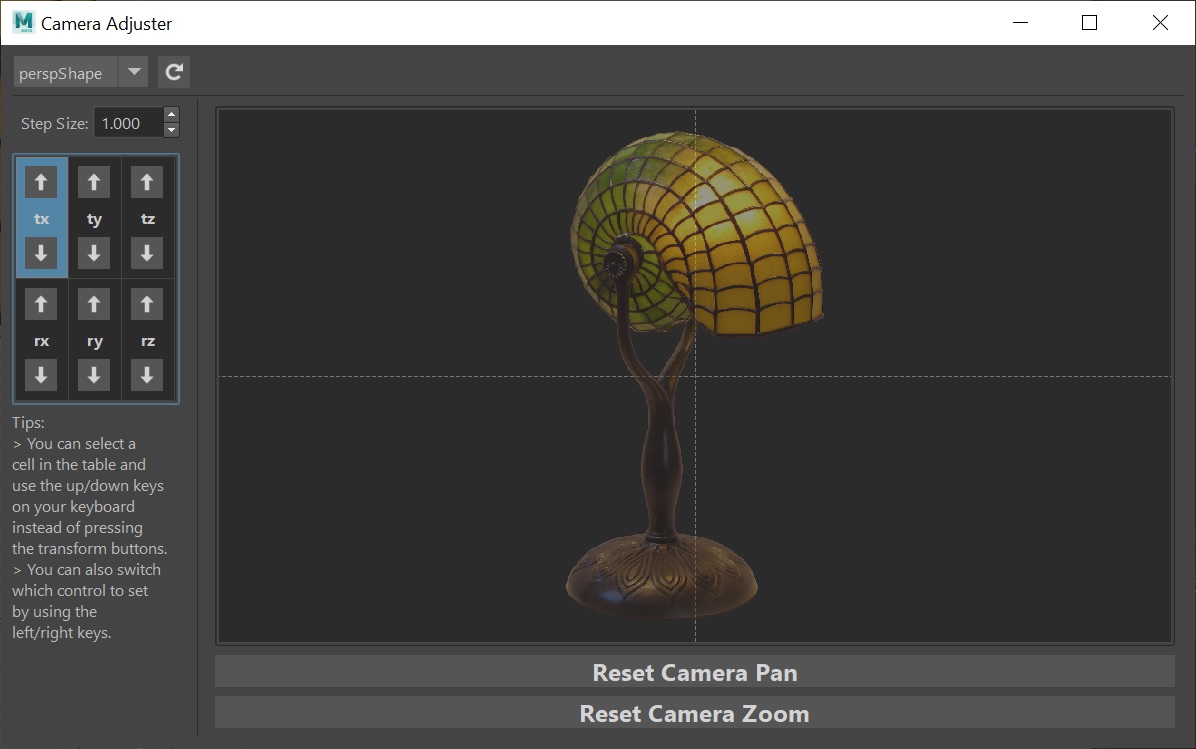 Camera Adjuster
perspShape
Step Size: 1.000
tx ty tz
rx ry rz
Tips:
> You can select a
cell in the table and
use the up/down keys
on your keyboard
instead of pressing
the transform buttons.
> You can also switch
which control to set
by using the
left/right keys.
Reset Camera Pan
Reset Camera Zoom